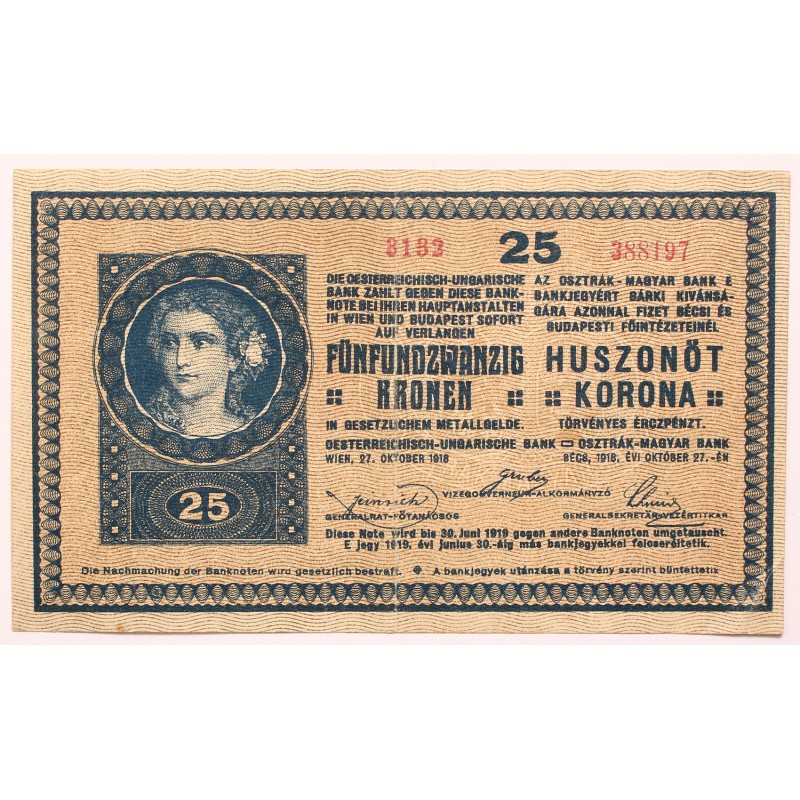 3132 25 388197
DIE OESTERREICHISCH-UNGARISCHE
BANK ZAHLT GEGEN DIESE BANK-
NOTE BEI IHREN HAUPTANSTALTEN
IN WIEN UND BUDAPEST SOFORT
AUF VERLANGEN
FÜNFUNDZWANZIG
KRONEN
IN GESETZLICHEM METALLGELDE.
OESTERREICHISCH-UNGARISCHE BANK
WIEN, 27. OKTOBER 1918
AZ OSZTRÁK-MAGYAR BANK E
BANKJEGYÉRT BÁRKI KIVÁNSÁ-
GÁRA AZONNAL FIZET BÉCSI ÉS
BUDAPESTI FŐINTÉZETEINÉL
HUSZONÖT
KORONA
TÖRVÉNYES ÉRCZPÉNZT.
OSZTRÁK-MAGYAR BANK
BÉCS, 1918. ÉVI OKTÓBER 27.-ÉN
25
Gruber
VIZEGOUVERNEUR-ALKORMÁNYZÓ
GENERALRAT-FŐTANÁCSOS
GENERALSEKRETÄR-VEZÉRTITKÁR
Diese Note wird bis 30. Juni 1919 gegen andere Banknoten umgetauscht.
E jegy 1919. évi junius 30.-áig más bankjegyekkel felcseréltetik.
Die Nachmachung der Banknoten wird gesetzlich bestraft. A bankjegyek utánzása a törvény szerint büntettetik